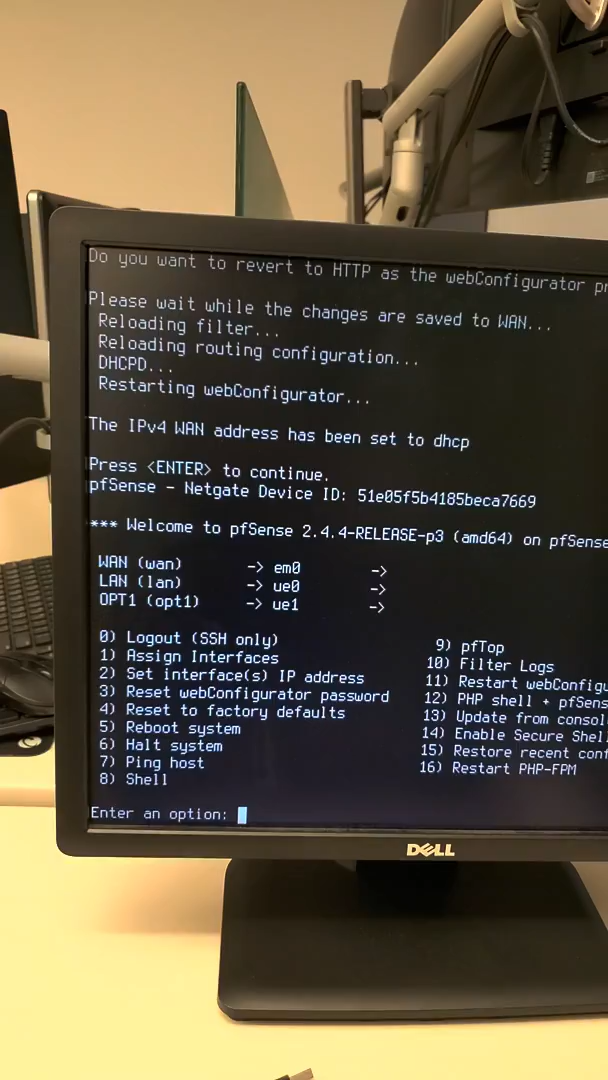 Do you want to revert to HTTP as the webConfigurator pr
Please wait while the changes are saved to WAN...
Reloading filter...
Reloading routing configuration...
DHCPD...
Restarting webConfigurator...
The IPv4 WAN address has been set to dhcp
Press <ENTER> to continue.
pfSense - Netgate Device ID: 51e05f5b4185beca7669
*** Welcome to pfSense 2.4.4-RELEASE-p3 (amd64) on pfSense
WAN (wan) -> em0 ->
LAN (lan) -> ue0 ->
OPT1 (opt1) -> ue1 ->
0) Logout (SSH only) 9) pfTop
1) Assign Interfaces 10) Filter Logs
2) Set interface(s) IP address 11) Restart webConfigu
3) Reset webConfigurator password 12) PHP shell + pfSens
4) Reset to factory defaults 13) Update from consol
5) Reboot system 14) Enable Secure Shel
6) Halt system 15) Restore recent conf
7) Ping host 16) Restart PHP-FPM
8) Shell
Enter an option:
DELL